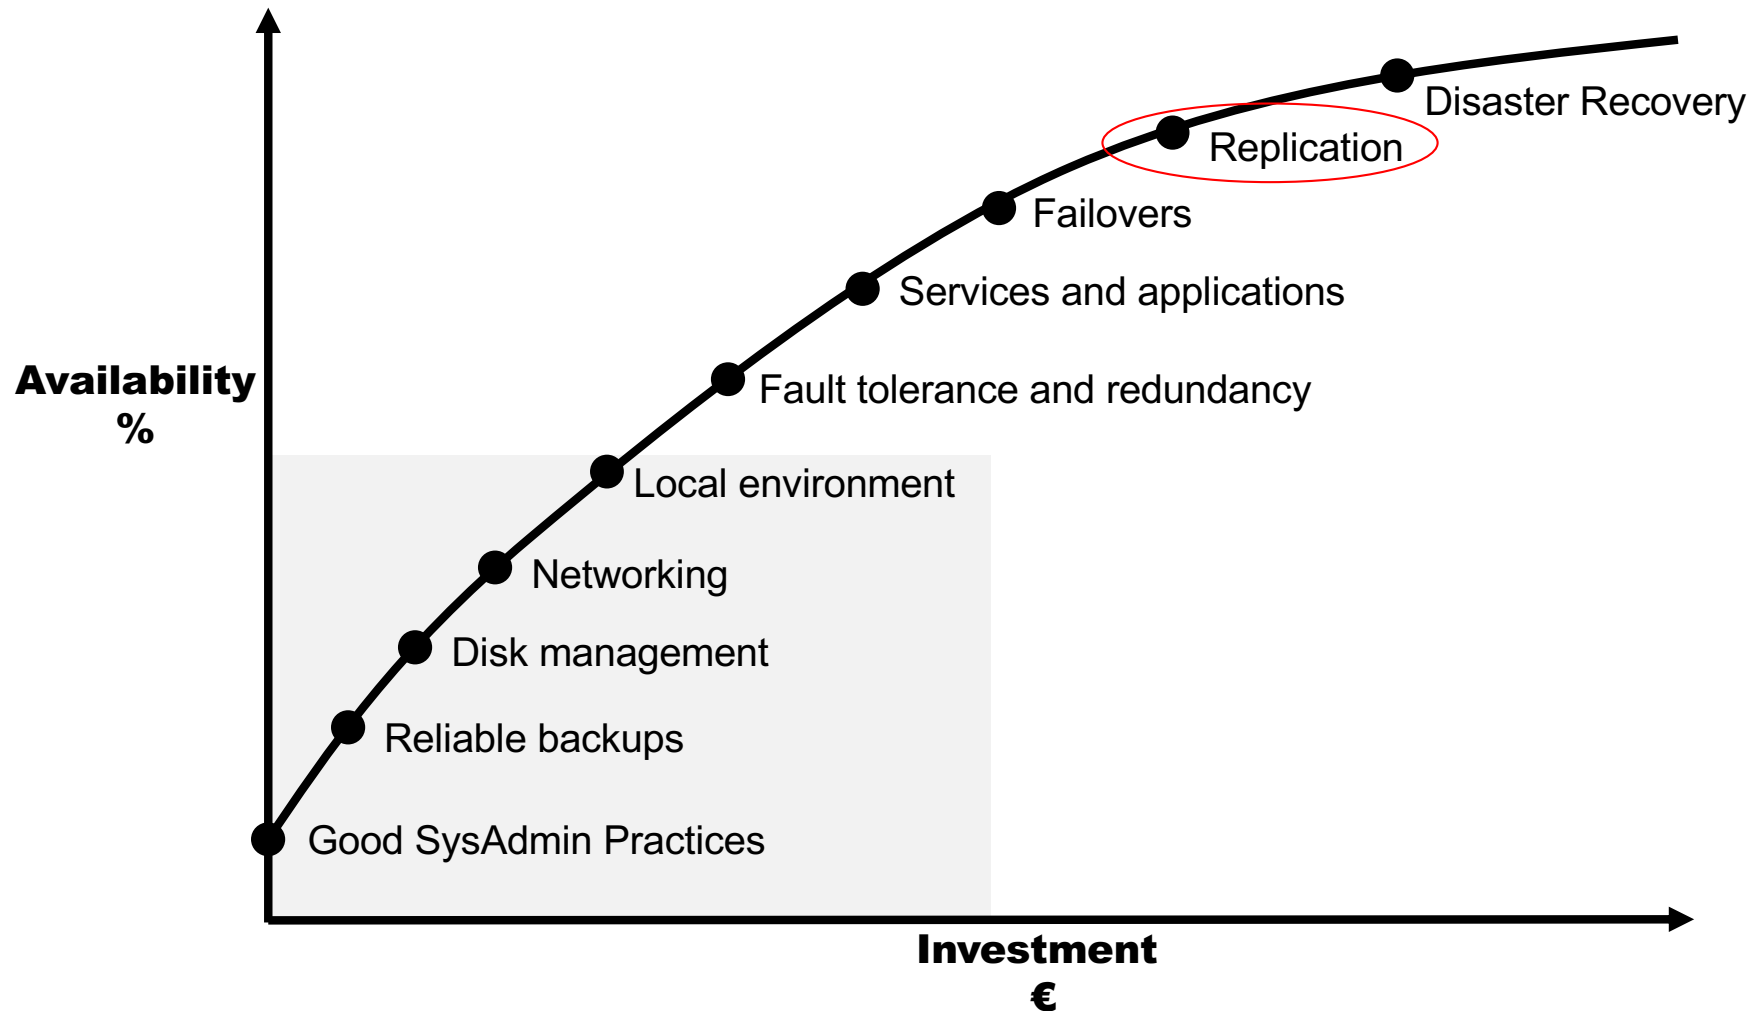 Disaster Recovery
Replication
Failovers
Services and applications
Availability
%
Fault tolerance and redundancy
Local environment
Networking
Disk management
Reliable backups
Good SysAdmin Practices
Investment
€